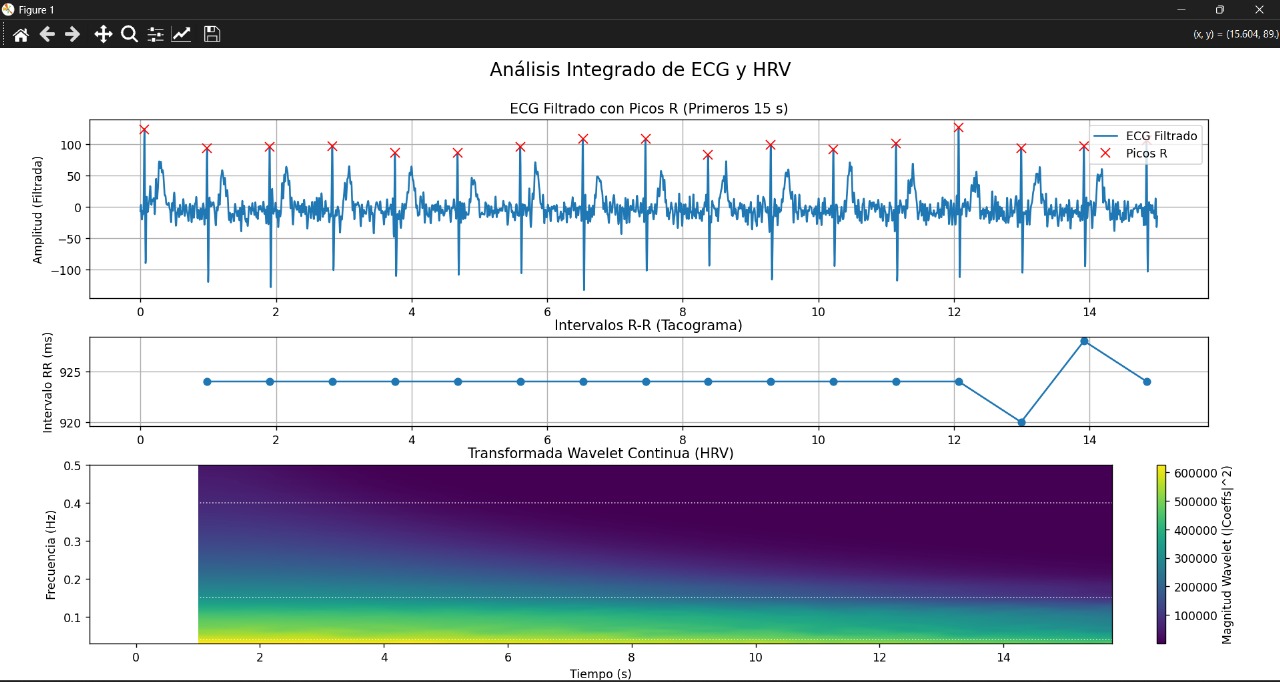 Figure 1
(x, y) = (15.604, 89.)
Análisis Integrado de ECG y HRV
ECG Filtrado con Picos R (Primeros 15 s)
Amplitud (Filtrada)
100
50
0
−50
−100
ECG Filtrado
Picos R
0 2 4 6 8 10 12 14
Intervalos R-R (Tacograma)
Intervalo RR (ms)
925
920
0 2 4 6 8 10 12 14
Transformada Wavelet Continua (HRV)
Frecuencia (Hz)
0.5
0.4
0.3
0.2
0.1
0 2 4 6 8 10 12 14
Tiempo (s)
600000
500000
400000
300000
200000
100000
Magnitud Wavelet (|Coeffs|^2)